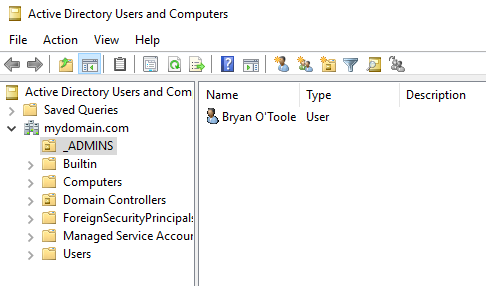 Active Directory Users and Computers
File Action View Help
Active Directory Users and Com
Saved Queries
mydomain.com
_ADMINS
Builtin
Computers
Domain Controllers
ForeignSecurityPrincipals
Managed Service Accour
Users
Name Type Description
Bryan O'Toole User